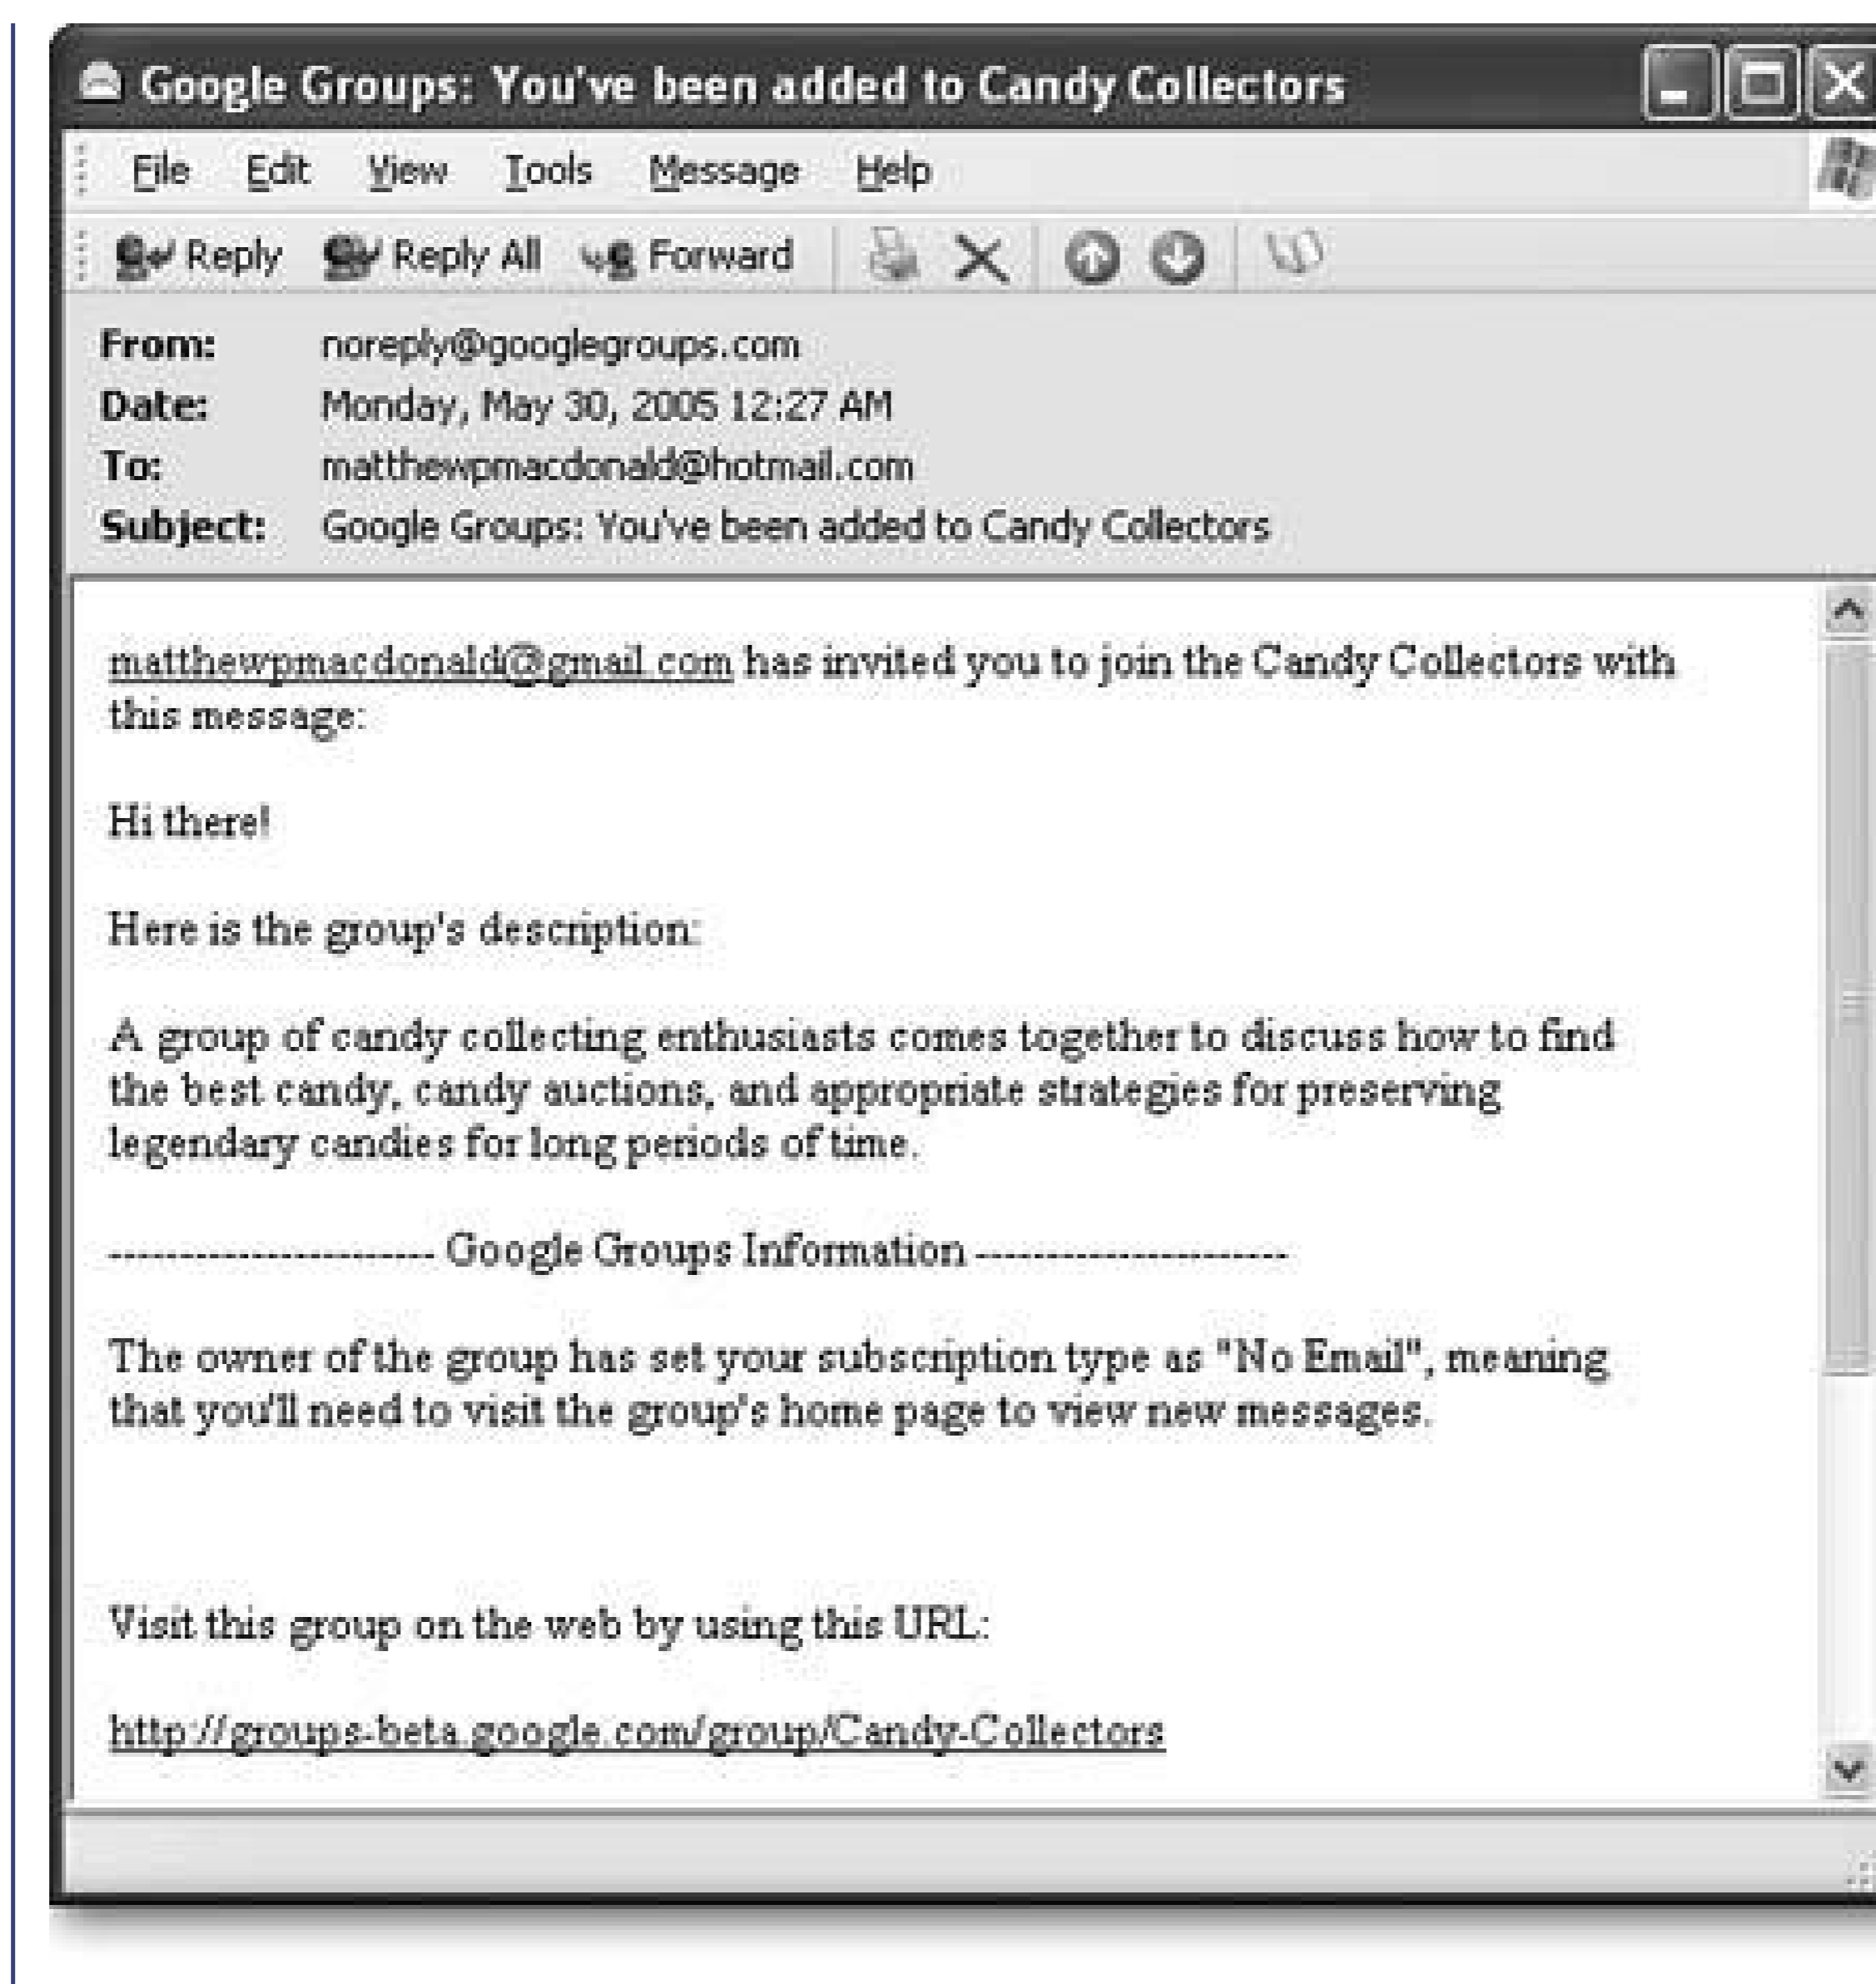 Google Groups: You've been added to Candy Collectors
File Edit View Tools Message Help
Reply Reply All Forward
From: noreply@googlegroups.com
Date: Monday, May 30, 2005 12:27 AM
To: matthewpmacdonald@hotmail.com
Subject: Google Groups: You've been added to Candy Collectors
matthewpmacdonald@gmail.com has invited you to join the Candy Collectors with
this message:
Hi there!
Here is the group's description:
A group of candy collecting enthusiasts comes together to discuss how to find
the best candy, candy auctions, and appropriate strategies for preserving
legendary candies for long periods of time.
----------------------- Google Groups Information ----------------------
The owner of the group has set your subscription type as "No Email", meaning
that you'll need to visit the group's home page to view new messages.
Visit this group on the web by using this URL:
http://groups-beta.google.com/group/Candy-Collectors